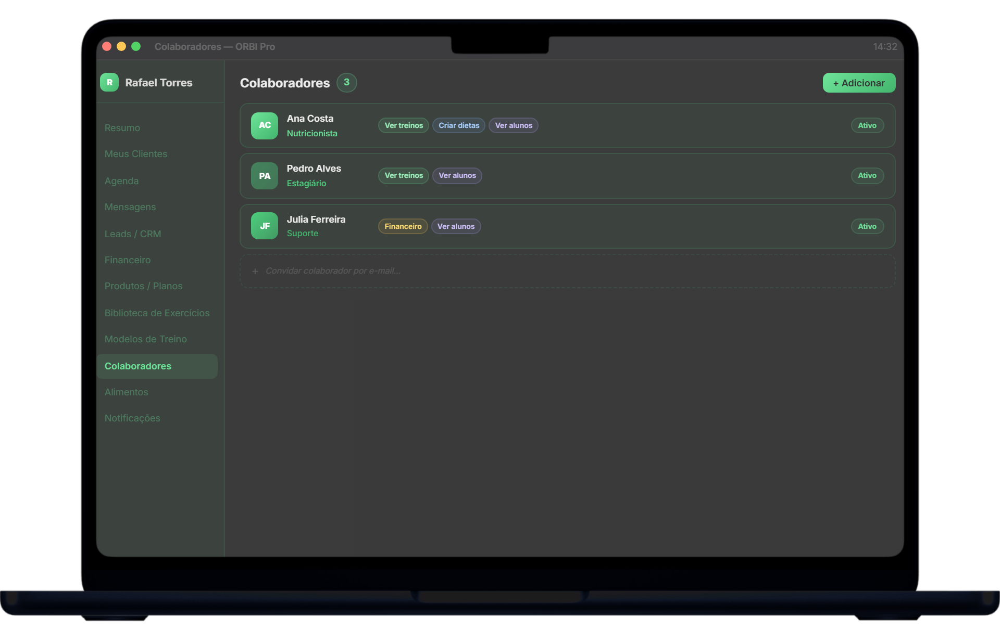 Colaboradores — ORBI Pro
14:32
R Rafael Torres
Resumo
Meus Clientes
Agenda
Mensagens
Leads / CRM
Financeiro
Produtos / Planos
Biblioteca de Exercícios
Modelos de Treino
Colaboradores
Alimentos
Notificações
Colaboradores 3
+ Adicionar
AC
Ana Costa
Nutricionista
Ver treinos Criar dietas Ver alunos
Ativo
PA
Pedro Alves
Estagiário
Ver treinos Ver alunos
Ativo
JF
Julia Ferreira
Suporte
Financeiro Ver alunos
Ativo
+ Convidar colaborador por e-mail...